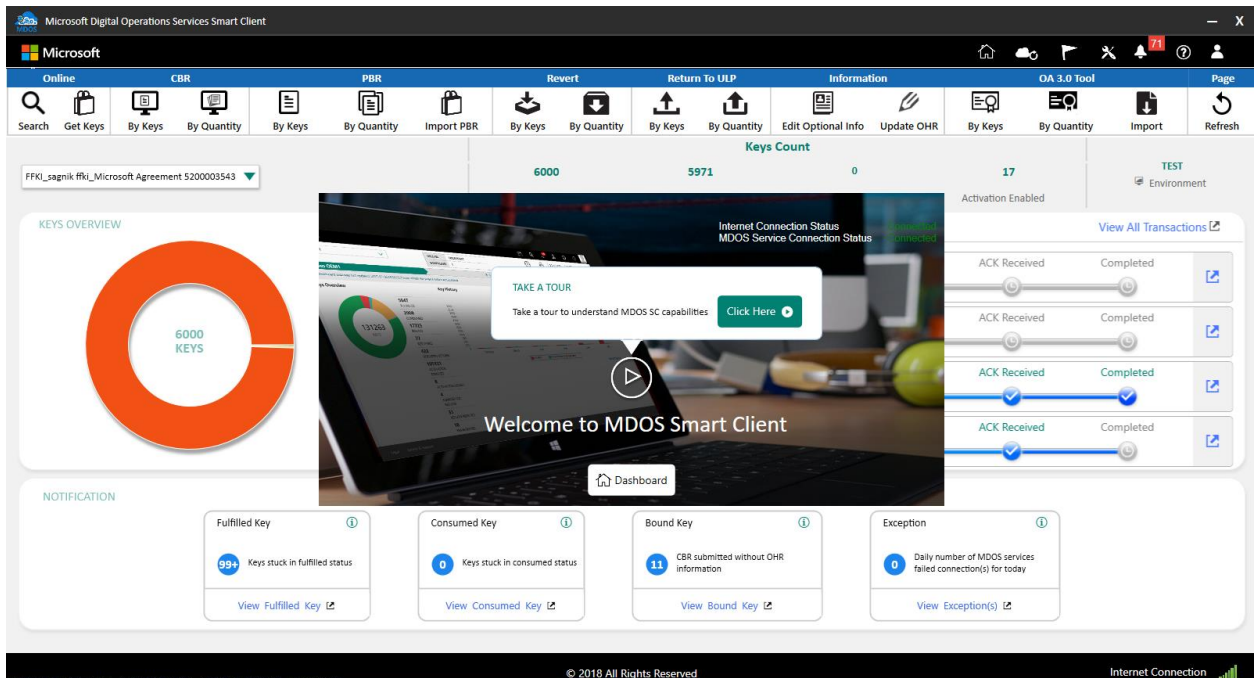 MDOS
Microsoft Digital Operations Services Smart Client
Microsoft
71
Online CBR PBR Revert Return To ULP Information OA 3.0 Tool Page
Search Get Keys By Keys By Quantity By Keys By Quantity Import PBR By Keys By Quantity By Keys By Quantity Edit Optional Info Update OHR By Keys By Quantity Import Refresh
Keys Count
FFKI_sagnik ffki_Microsoft Agreement 5200003543
6000 5971 0 17
Activation Enabled
TEST
Environment
KEYS OVERVIEW
6000
KEYS
View All Transactions
ACK Received Completed
ACK Received Completed
ACK Received Completed
ACK Received Completed
Internet Connection Status Connected
MDOS Service Connection Status Connected
131263
TAKE A TOUR
Take a tour to understand MDOS SC capabilities Click Here
Welcome to MDOS Smart Client
Dashboard
NOTIFICATION
Fulfilled Key
99+ Keys stuck in fulfilled status
View Fulfilled Key
Consumed Key
0 Keys stuck in consumed status
View Consumed Key
Bound Key
11 CBR submitted without OHR
information
View Bound Key
Exception
0 Daily number of MDOS services
failed connection(s) for today
View Exception(s)
© 2018 All Rights Reserved
Internet Connection